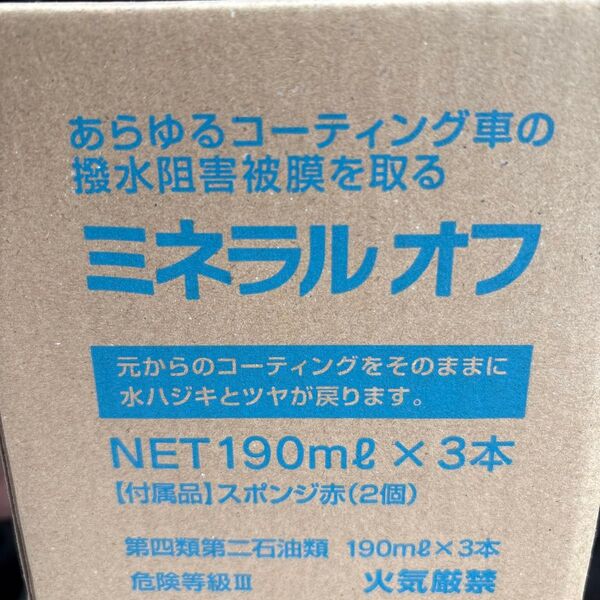 あらゆるコーティング車の
撥水阻害被膜を取る
ミネラル オフ
元からのコーティングをそのままに
水ハジキとツヤが戻ります。
NET190mℓ×3本
【付属品】スポンジ赤(2個)
第四類第二石油類 190mℓ×3本
危険等級Ⅲ 火気厳禁